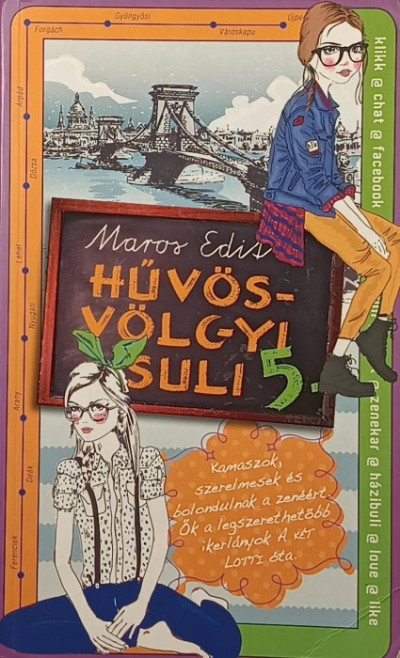 Forgách
Gyöngyösi
Városkapu
Újpe
Árpád
Dózsa
Lehel
Nyugati
Arany
Deák
Ferenciek
klikk @ chat @ facebook
zenekar @ házibuli @ love @ like
Maros Edit
HŰVÖS-
VÖLGYI
SULI 5.
Kamaszok,
szerelmesek és
bolondulnak a zenéért.
Ők a legszerethetőbb
ikerlányok A KÉT
LOTTI óta.